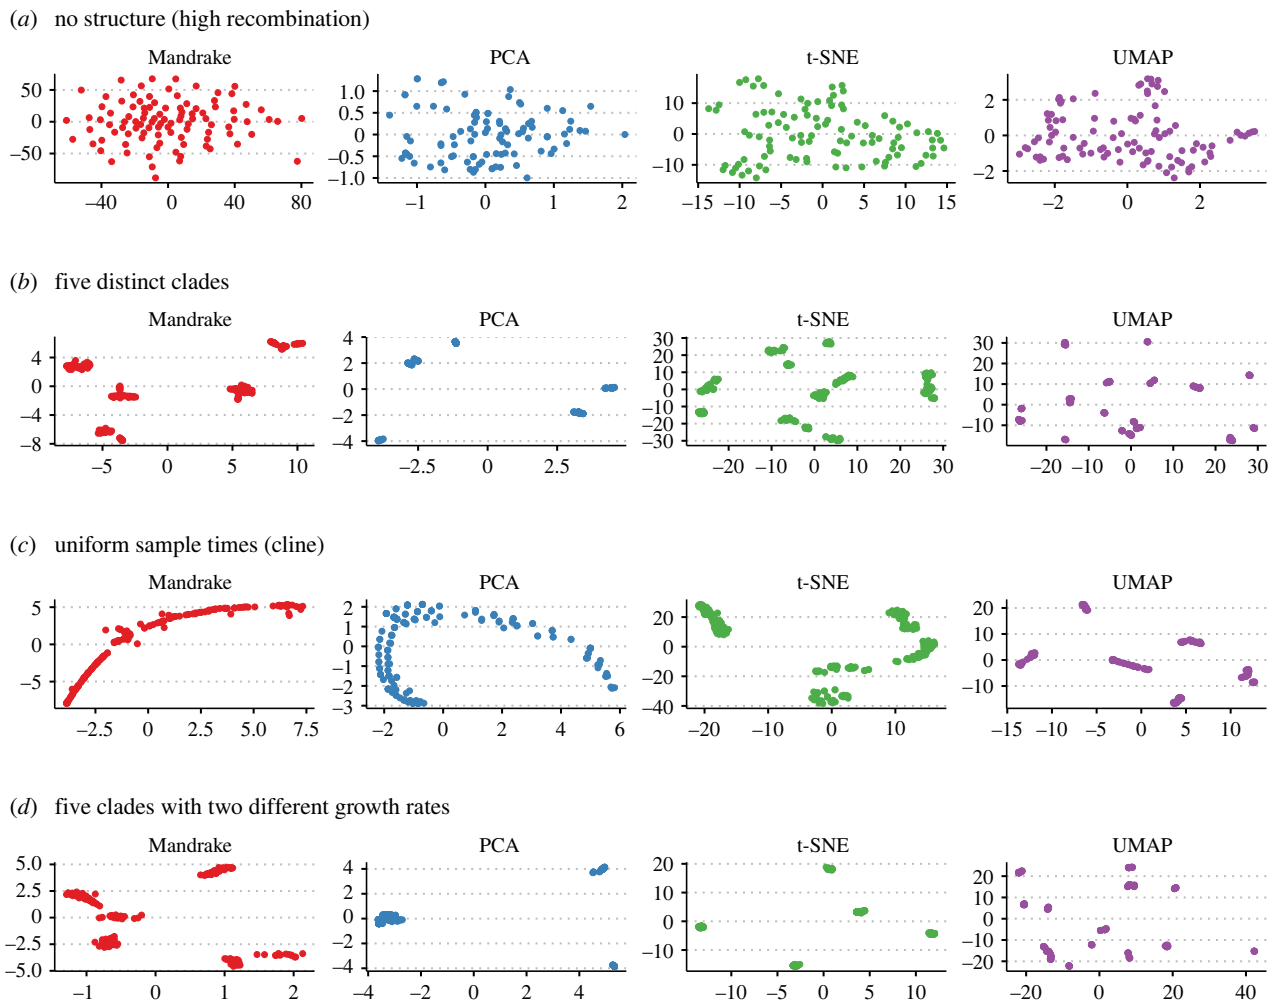 (a) no structure (high recombination)
Mandrake PCA t-SNE UMAP
50
0
−50
−40 0 40 80
1.0
0.5
0
−0.5
−1.0
−1 0 1 2
10
0
−10
−15 −10 −5 0 5 10 15
2
0
−2
−2 0 2
(b) five distinct clades
Mandrake PCA t-SNE UMAP
4
0
−4
−8
−5 0 5 10
4
2
0
−2
−4
−2.5 0 2.5
30
20
10
0
−10
−20
−30
−20 −10 0 10 20 30
30
20
10
0
−10
−20 −10 0 10 20 30
(c) uniform sample times (cline)
Mandrake PCA t-SNE UMAP
5
0
−5
−2.5 0 2.5 5.0 7.5
2
1
0
−1
−2
−3
−2 0 2 4 6
20
0
−20
−40
−20 −10 0 10
20
10
0
−10
−15 −10 −5 0 5 10
(d) five clades with two different growth rates
Mandrake PCA t-SNE UMAP
5.0
2.5
0
−2.5
−5.0
−1 0 1 2
4
2
0
−2
−4
−4 −2 0 2 4
20
10
0
−10
−10 −5 0 5 10
20
10
0
−10
−20
−20 0 20 40